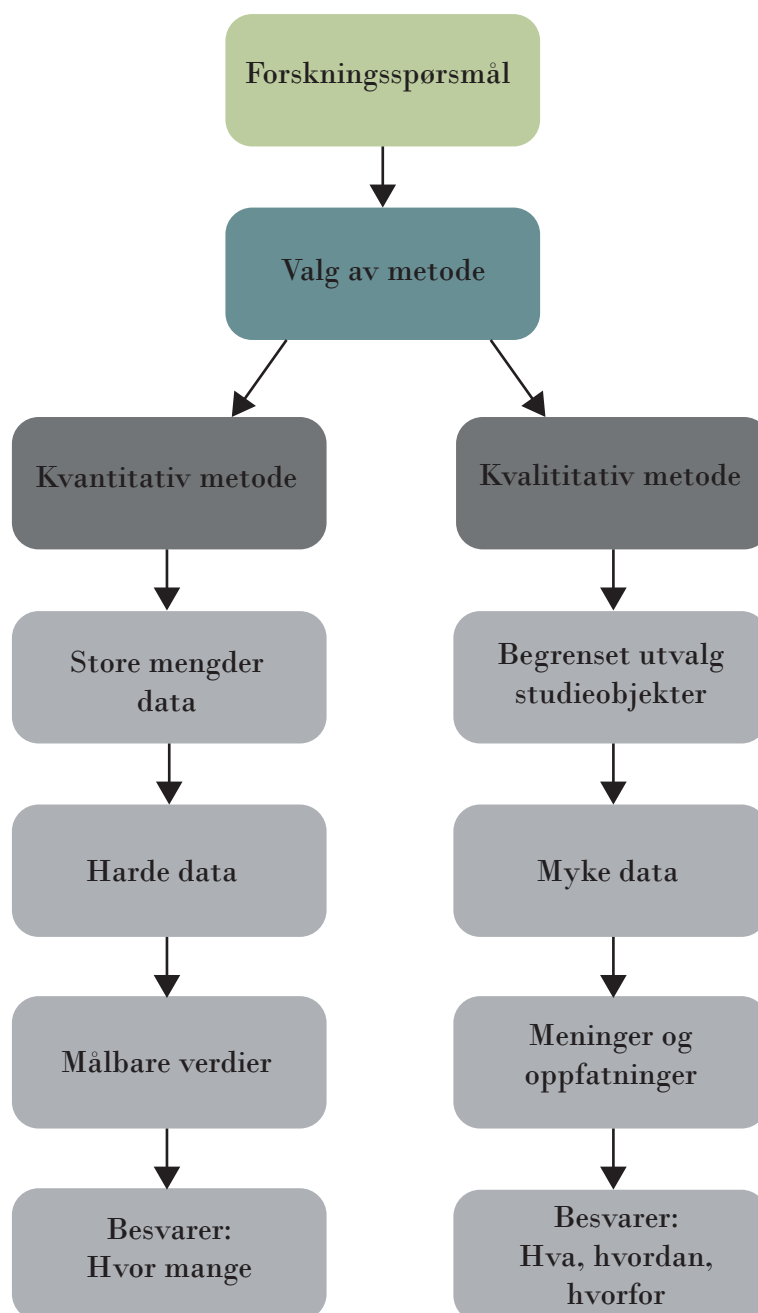 Forskningsspørsmål
Valg av metode
Kvantitativ metode
Kvalititativ metode
Store mengder
data
Begrenset utvalg
studieobjekter
Harde data
Myke data
Målbare verdier
Meninger og
oppfatninger
Besvarer:
Hvor mange
Besvarer:
Hva, hvordan,
hvorfor